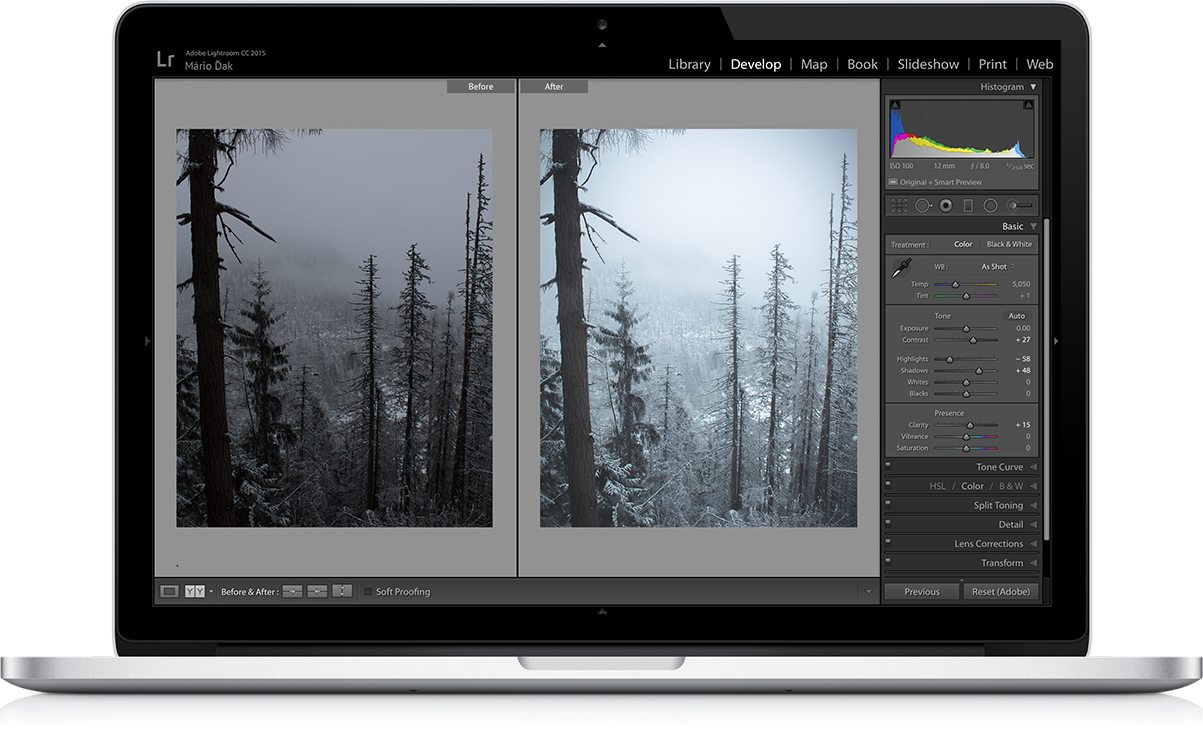 Lr
Adobe Lightroom CC 2015
Mário Ďak
Library | Develop | Map | Book | Slideshow | Print | Web
Before
After
Histogram
ISO 100 12 mm ƒ / 8.0 1/250 sec
Original + Smart Preview
Basic
Treatment : Color | Black & White
WB : As Shot
Temp 5,050
Tint + 1
Tone Auto
Exposure 0.00
Contrast + 27
Highlights − 58
Shadows + 48
Whites 0
Blacks 0
Presence
Clarity + 15
Vibrance 0
Saturation 0
Tone Curve
HSL / Color / B & W
Split Toning
Detail
Lens Corrections
Transform
Y Y Before & After : Soft Proofing
Previous Reset (Adobe)